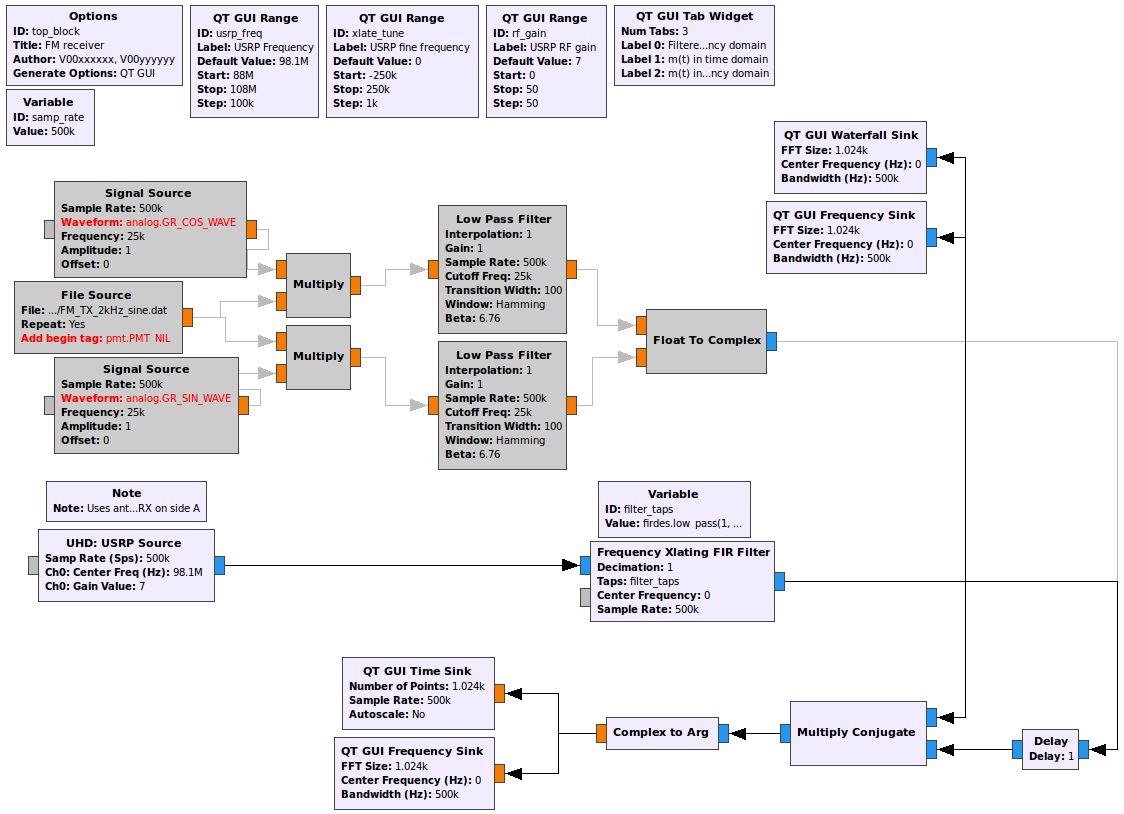 Options
ID: top_block
Title: FM receiver
Author: V00xxxxxx, V00yyyyyy
Generate Options: QT GUI
QT GUI Range
ID: usrp_freq
Label: USRP Frequency
Default Value: 98.1M
Start: 88M
Stop: 108M
Step: 100k
QT GUI Range
ID: xlate_tune
Label: USRP fine frequency
Default Value: 0
Start: -250k
Stop: 250k
Step: 1k
QT GUI Range
ID: rf_gain
Label: USRP RF gain
Default Value: 7
Start: 0
Stop: 50
Step: 50
QT GUI Tab Widget
Num Tabs: 3
Label 0: Filtere...ncy domain
Label 1: m(t) in time domain
Label 2: m(t) in...ncy domain
Variable
ID: samp_rate
Value: 500k
QT GUI Waterfall Sink
FFT Size: 1.024k
Center Frequency (Hz): 0
Bandwidth (Hz): 500k
QT GUI Frequency Sink
FFT Size: 1.024k
Center Frequency (Hz): 0
Bandwidth (Hz): 500k
Signal Source
Sample Rate: 500k
Waveform: analog.GR_COS_WAVE
Frequency: 25k
Amplitude: 1
Offset: 0
File Source
File: .../FM_TX_2kHz_sine.dat
Repeat: Yes
Add begin tag: pmt.PMT_NIL
Signal Source
Sample Rate: 500k
Waveform: analog.GR_SIN_WAVE
Frequency: 25k
Amplitude: 1
Offset: 0
Multiply
Multiply
Low Pass Filter
Interpolation: 1
Gain: 1
Sample Rate: 500k
Cutoff Freq: 25k
Transition Width: 100
Window: Hamming
Beta: 6.76
Low Pass Filter
Interpolation: 1
Gain: 1
Sample Rate: 500k
Cutoff Freq: 25k
Transition Width: 100
Window: Hamming
Beta: 6.76
Float To Complex
Note
Note: Uses ant...RX on side A
UHD: USRP Source
Samp Rate (Sps): 500k
Ch0: Center Freq (Hz): 98.1M
Ch0: Gain Value: 7
Variable
ID: filter_taps
Value: firdes.low_pass(1, ...
Frequency Xlating FIR Filter
Decimation: 1
Taps: filter_taps
Center Frequency: 0
Sample Rate: 500k
QT GUI Time Sink
Number of Points: 1.024k
Sample Rate: 500k
Autoscale: No
QT GUI Frequency Sink
FFT Size: 1.024k
Center Frequency (Hz): 0
Bandwidth (Hz): 500k
Complex to Arg
Multiply Conjugate
Delay
Delay: 1